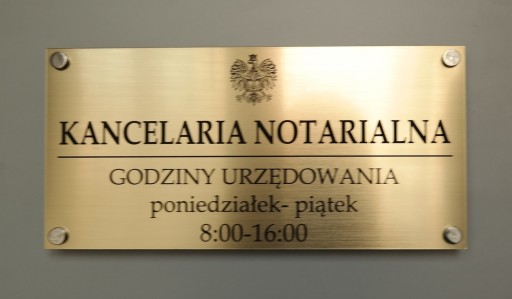 KANCELARIA NOTARIALNA
GODZINY URZĘDOWANIA
poniedziałek- piątek
8:00-16:00